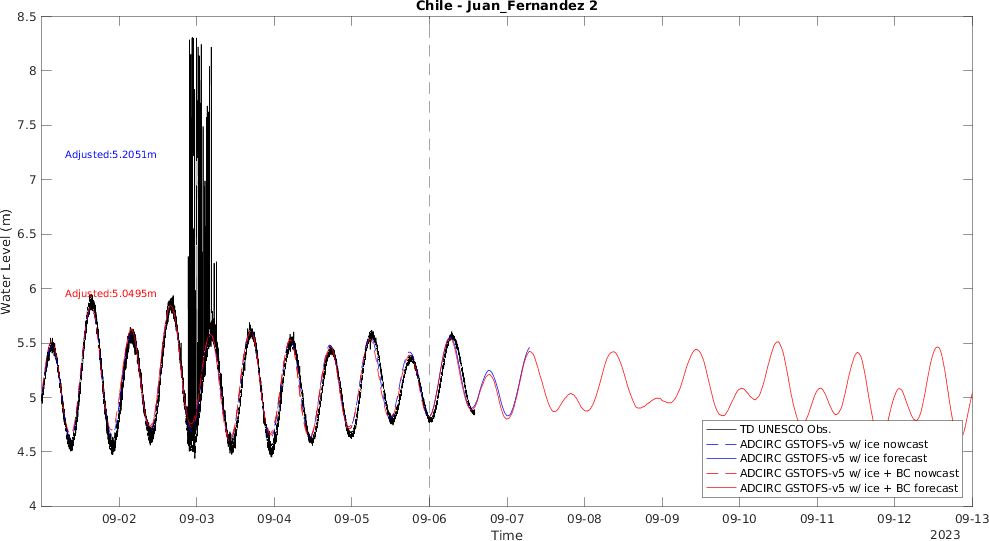 Chile - Juan_Fernandez 2
8.5
8
7.5
7
6.5
6
5.5
5
4.5
4
Water Level (m)
Adjusted:5.2051m
Adjusted:5.0495m
TD UNESCO Obs.
ADCIRC GSTOFS-v5 w/ ice nowcast
ADCIRC GSTOFS-v5 w/ ice forecast
ADCIRC GSTOFS-v5 w/ ice + BC nowcast
ADCIRC GSTOFS-v5 w/ ice + BC forecast
09-02 09-03 09-04 09-05 09-06 09-07 09-08 09-09 09-10 09-11 09-12 09-13
Time
2023